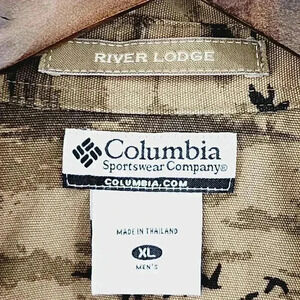 RIVER LODGE
Columbia
Sportswear Company®
COLUMBIA.COM
MADE IN THAILAND
XL
MEN'S